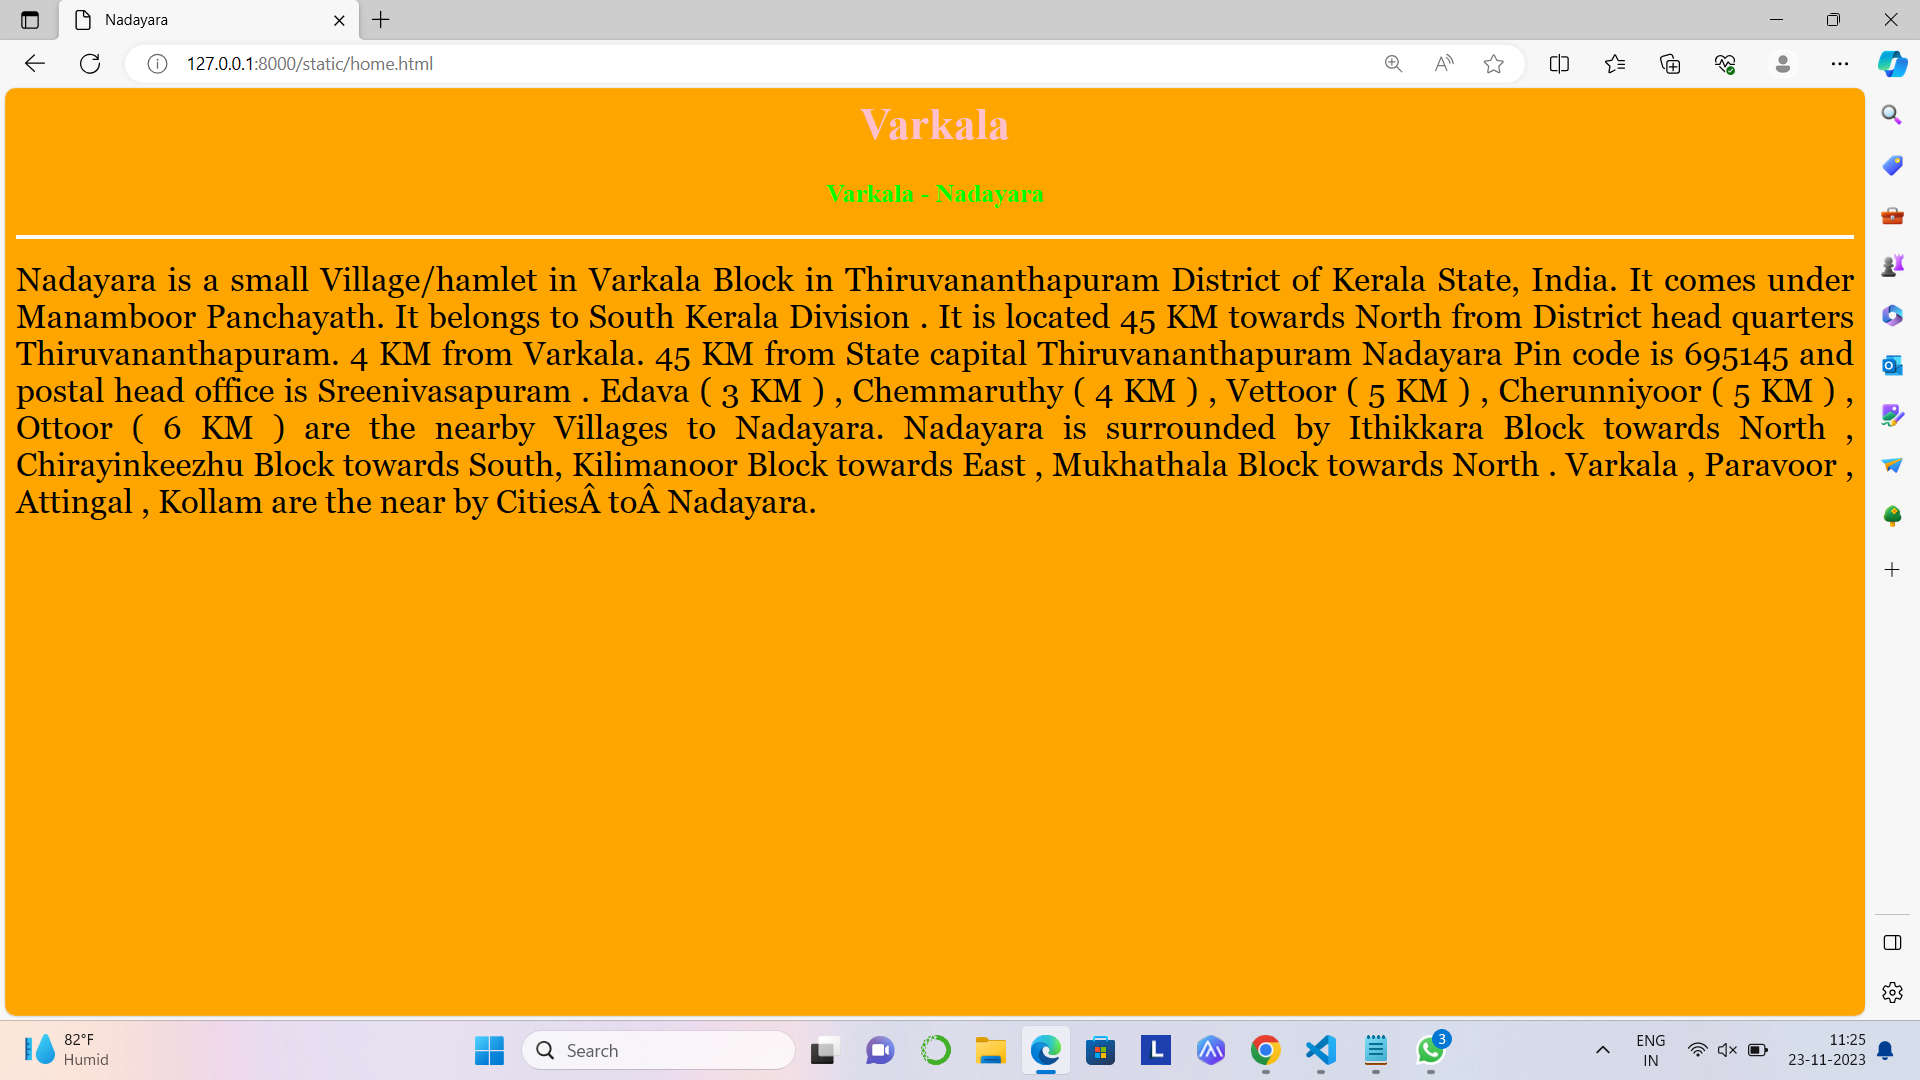 Nadayara
127.0.0.1:8000/static/home.html
Varkala
Varkala - Nadayara
Nadayara is a small Village/hamlet in Varkala Block in Thiruvananthapuram District of Kerala State, India. It comes under
Manamboor Panchayath. It belongs to South Kerala Division . It is located 45 KM towards North from District head quarters
Thiruvananthapuram. 4 KM from Varkala. 45 KM from State capital Thiruvananthapuram Nadayara Pin code is 695145 and
postal head office is Sreenivasapuram . Edava ( 3 KM ) , Chemmaruthy ( 4 KM ) , Vettoor ( 5 KM ) , Cherunniyoor ( 5 KM ) ,
Ottoor ( 6 KM ) are the nearby Villages to Nadayara. Nadayara is surrounded by Ithikkara Block towards North ,
Chirayinkeezhu Block towards South, Kilimanoor Block towards East , Mukhathala Block towards North . Varkala , Paravoor ,
Attingal , Kollam are the near by CitiesÂ toÂ Nadayara.
82°F
Humid
Search
L
3
ENG
IN
11:25
23-11-2023